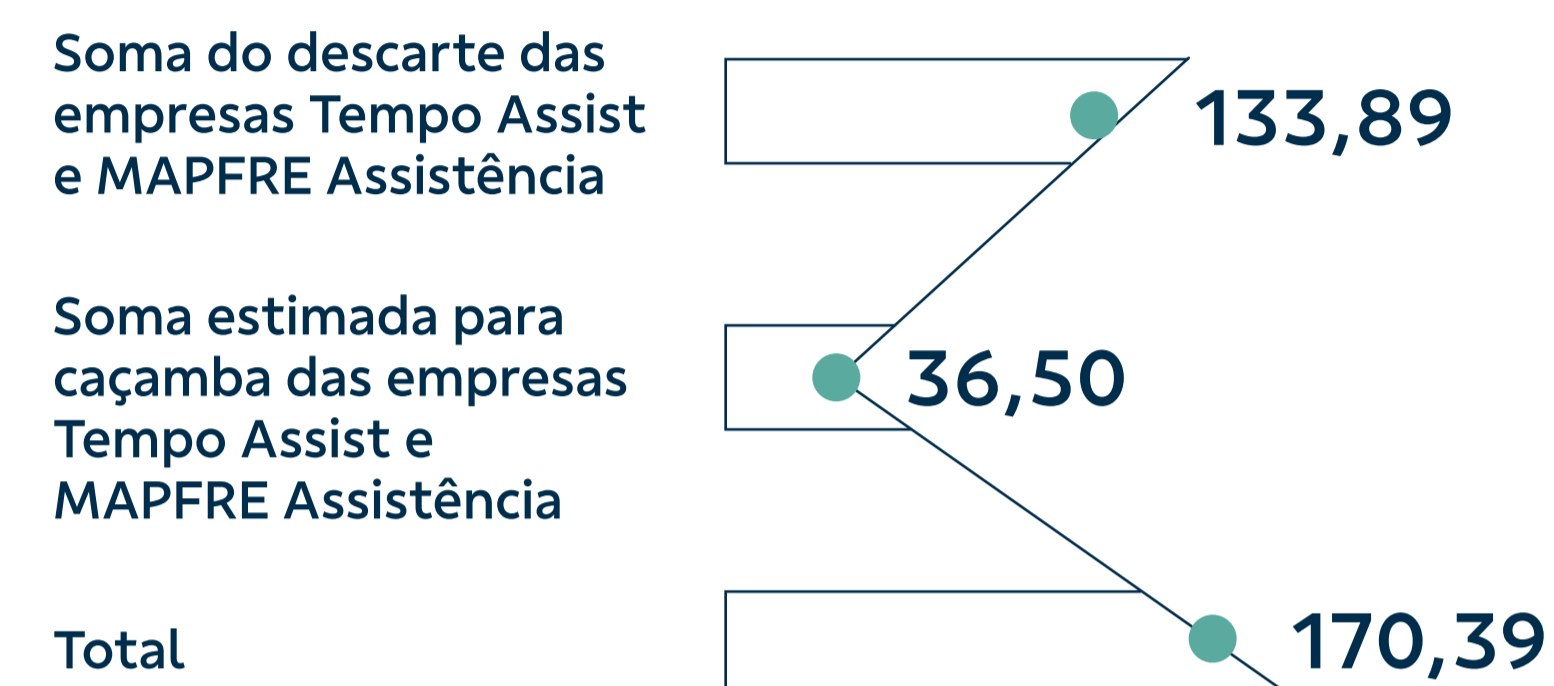 Soma do descarte das
empresas Tempo Assist
e MAPFRE Assistência
133,89
Soma estimada para
caçamba das empresas
Tempo Assist e
MAPFRE Assistência
36,50
Total
170,39